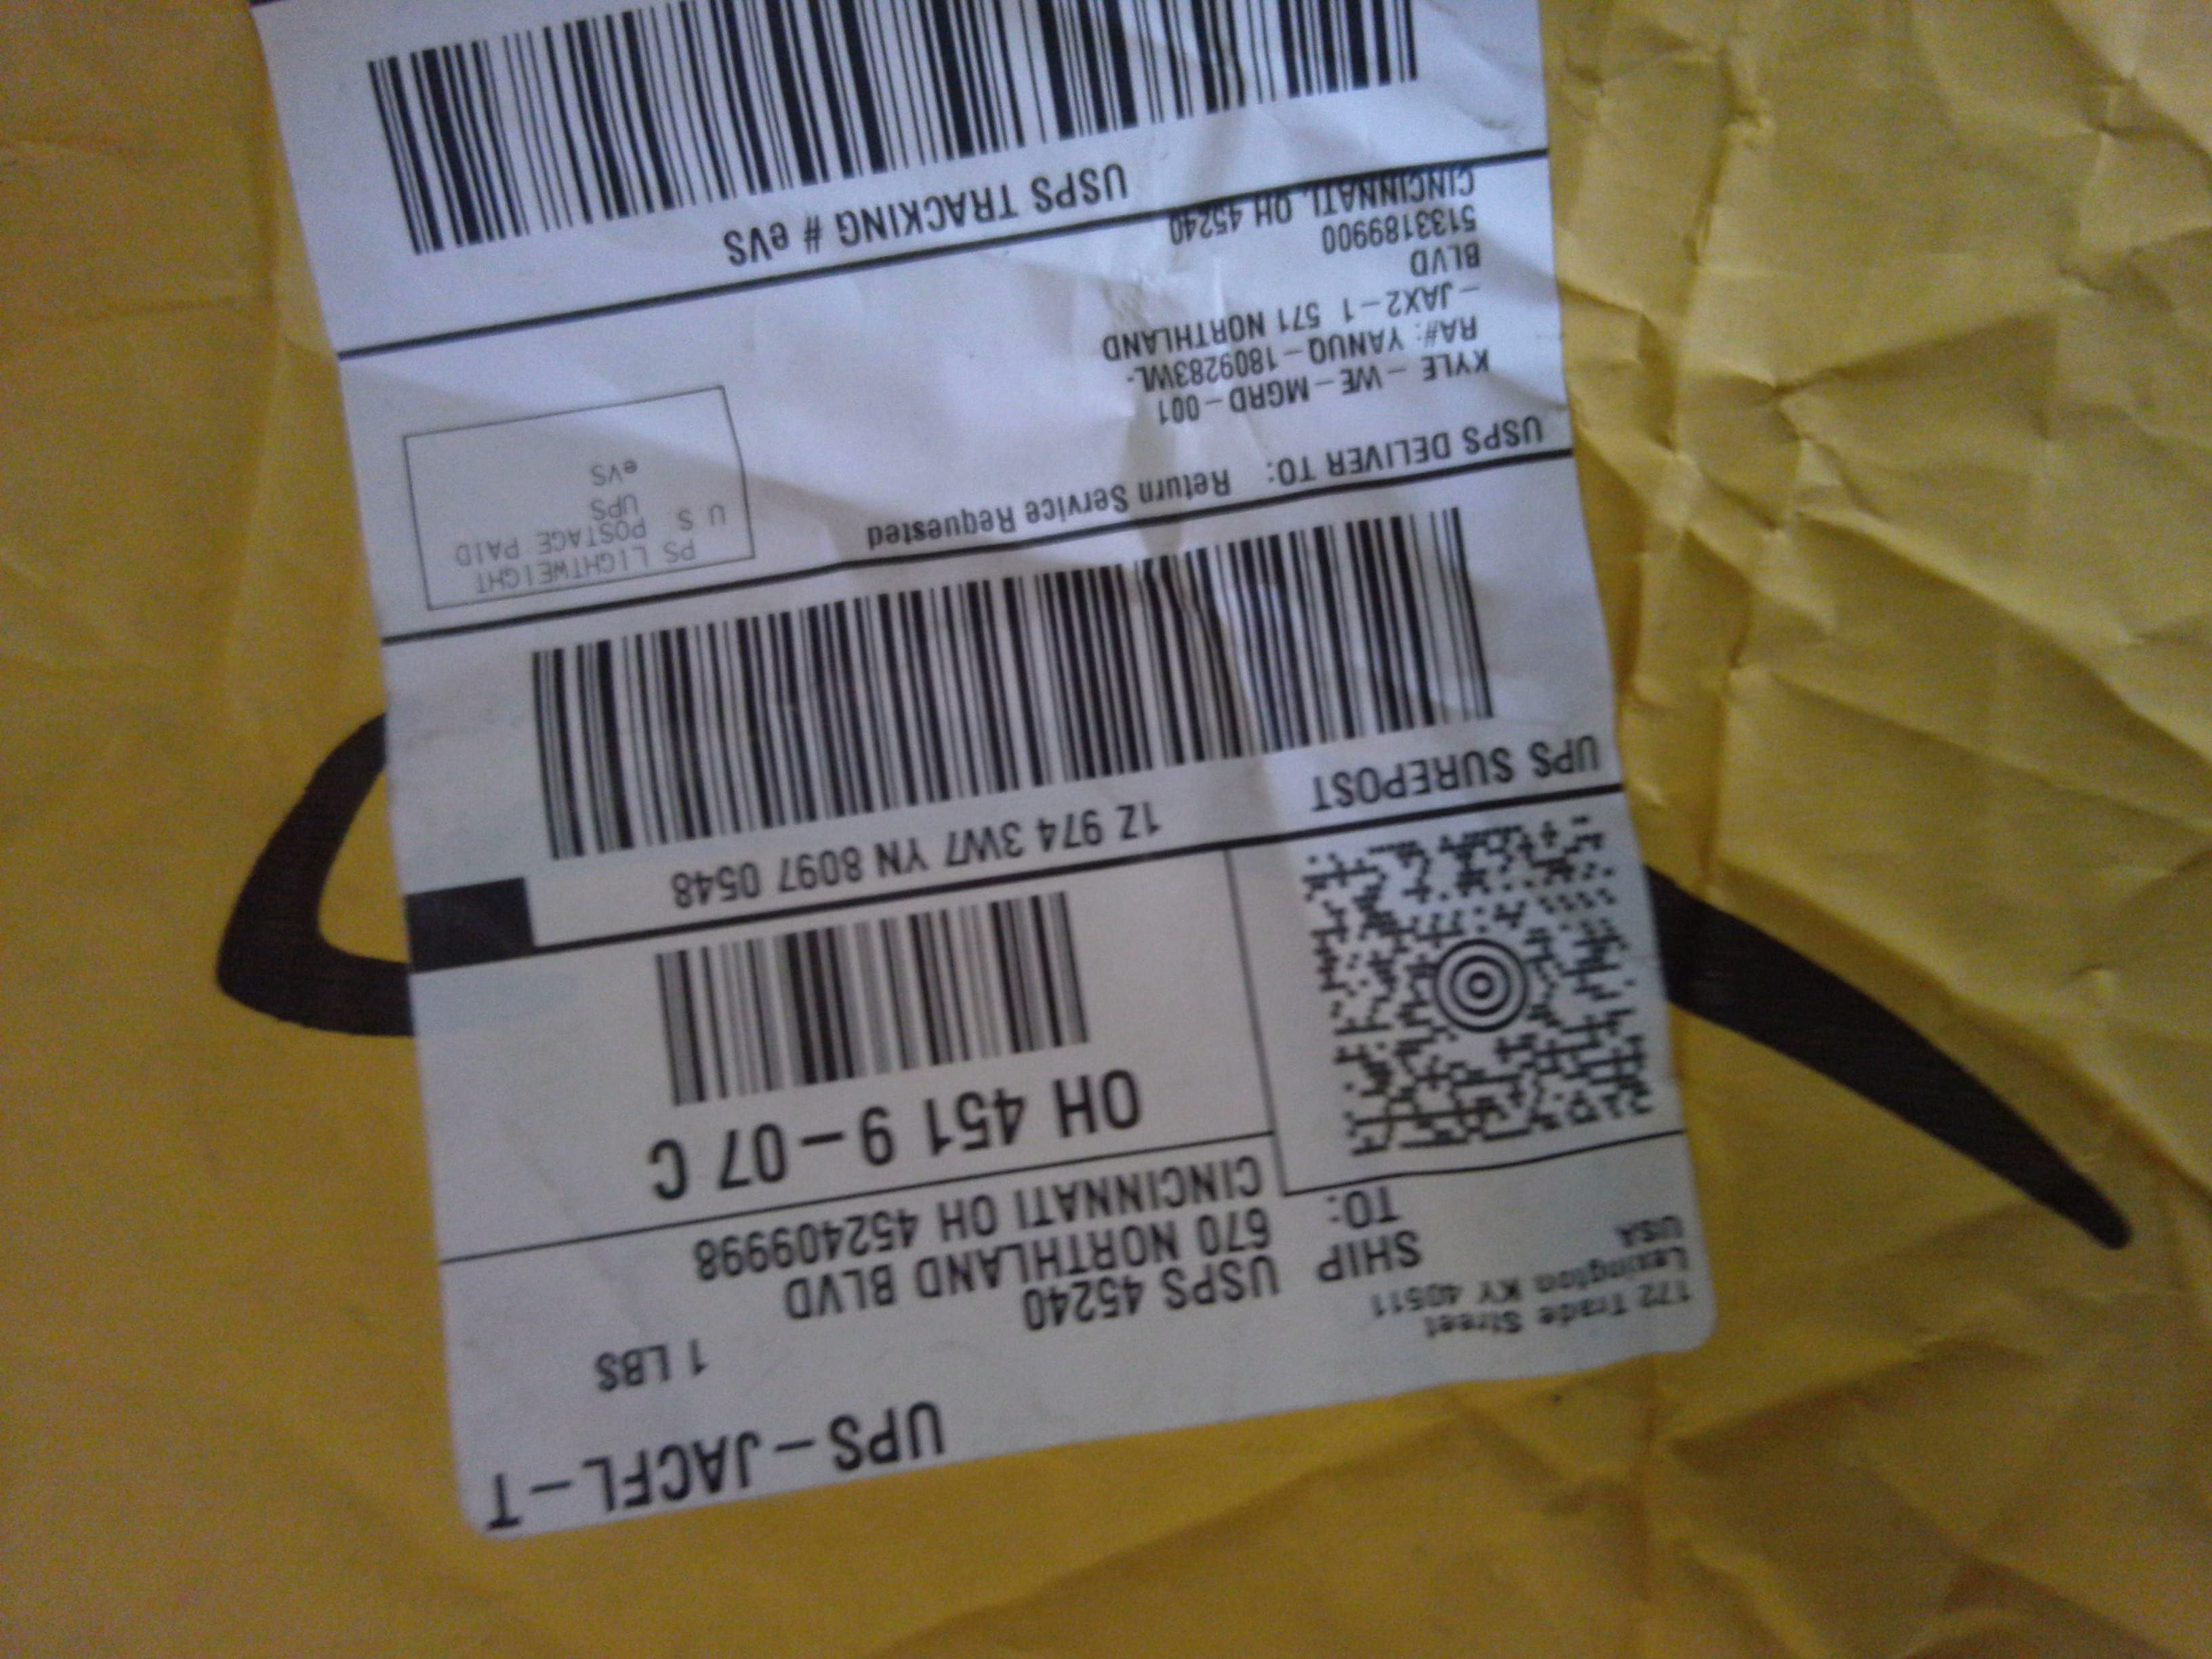 UPS-JACFL-T
1 LBS
172 Trade Street
Lexington KY 40511
USA
SHIP
TO:
USPS 45240
670 NORTHLAND BLVD
CINCINNATI OH 452409998
OH 451 9-07 C
UPS SUREPOST
1Z 974 3W7 YN 8097 0548
USPS DELIVER TO: Return Service Requested
KYLE - WE-MGRD-001
RA#: YANUQ-1809283WL-
-JAX2-1 571 NORTHLAND
BLVD
5133189900
CINCINNATI, OH 45240
PS LIGHTWEIGHT
U S POSTAGE PAID
UPS
eVS
USPS TRACKING # eVS